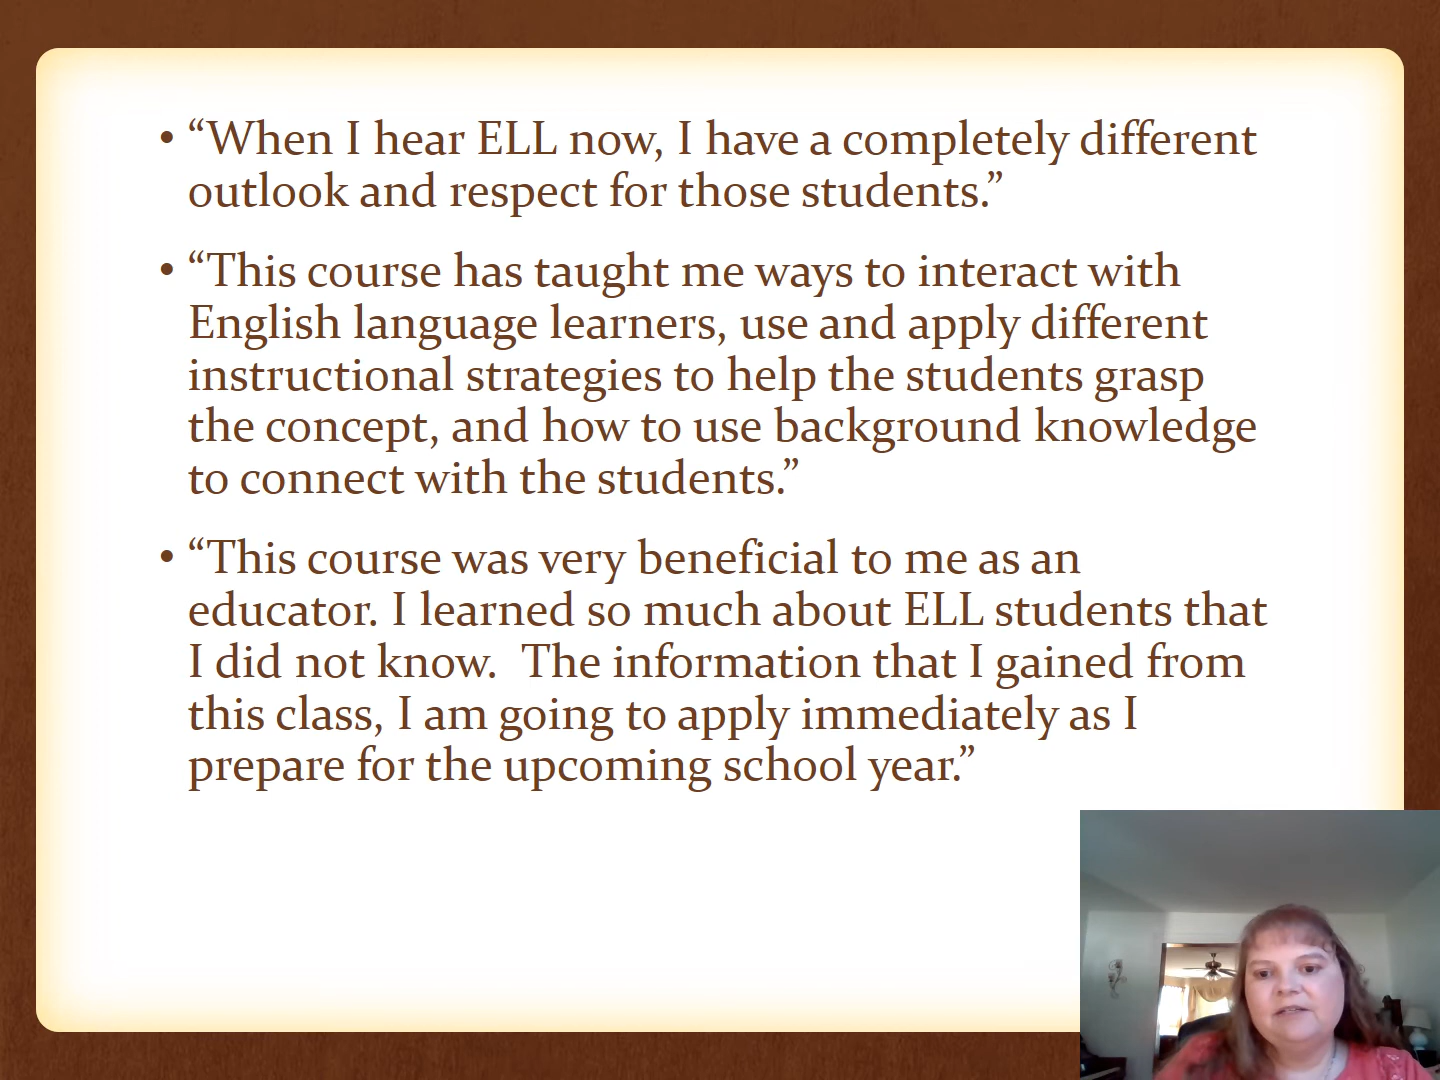 • “When I hear ELL now, I have a completely different
outlook and respect for those students.”
• “This course has taught me ways to interact with
English language learners, use and apply different
instructional strategies to help the students grasp
the concept, and how to use background knowledge
to connect with the students.”
• “This course was very beneficial to me as an
educator. I learned so much about ELL students that
I did not know.  The information that I gained from
this class, I am going to apply immediately as I
prepare for the upcoming school year.”